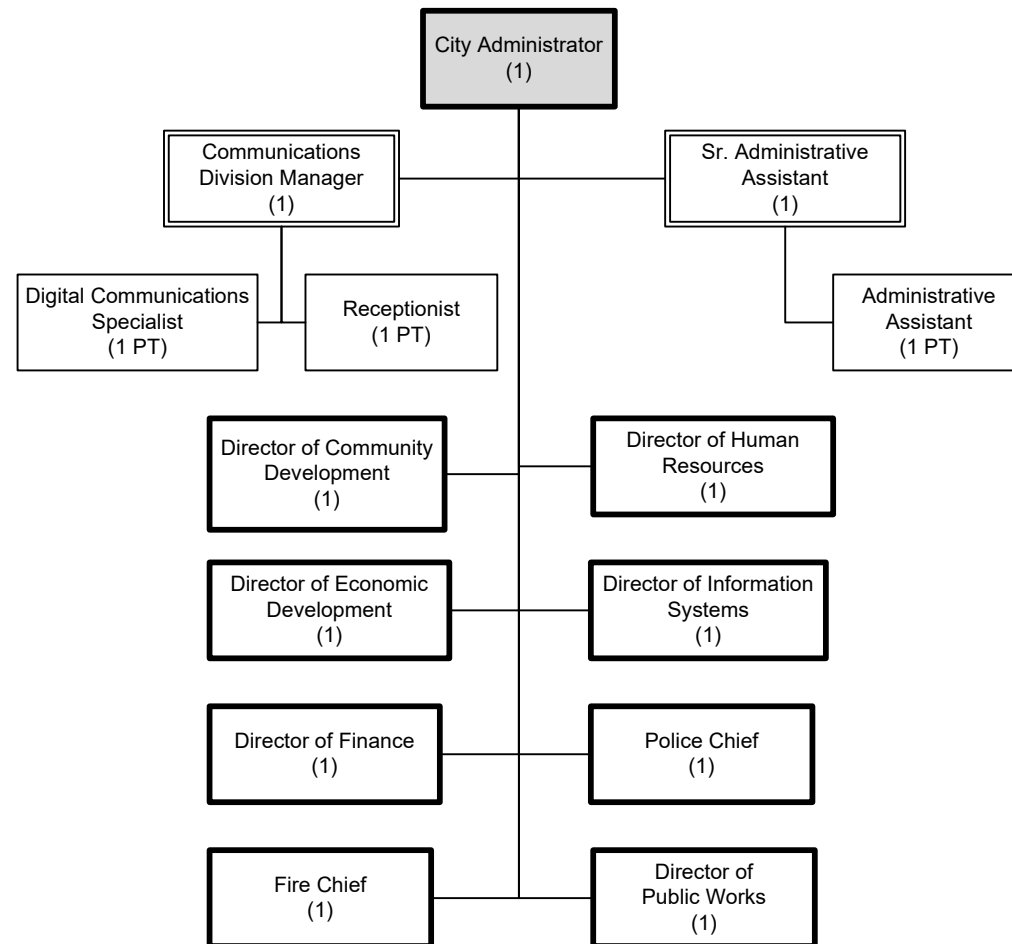 City Administrator
(1)
Communications
Division Manager
(1)
Sr. Administrative
Assistant
(1)
Digital Communications
Specialist
(1 PT)
Receptionist
(1 PT)
Administrative
Assistant
(1 PT)
Director of Community
Development
(1)
Director of Human
Resources
(1)
Director of Economic
Development
(1)
Director of Information
Systems
(1)
Director of Finance
(1)
Police Chief
(1)
Fire Chief
(1)
Director of
Public Works
(1)